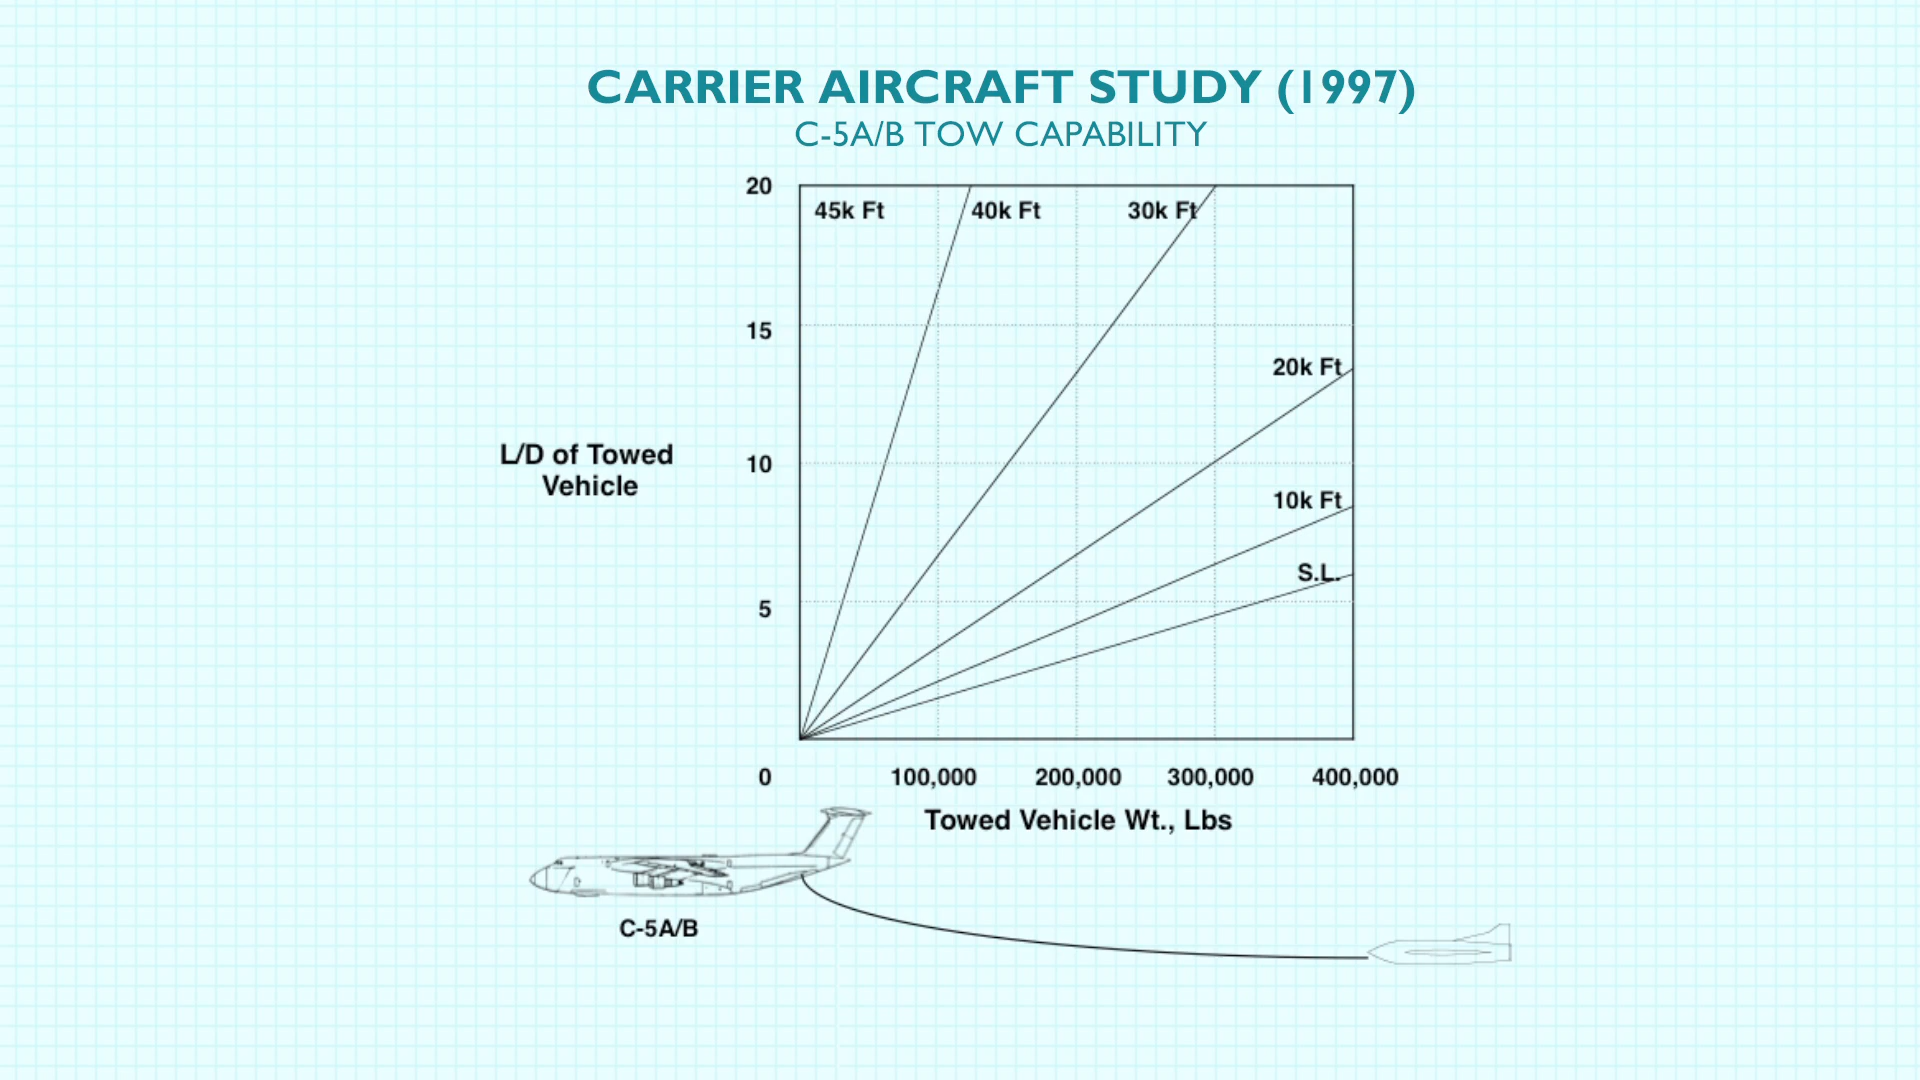 CARRIER AIRCRAFT STUDY (1997)
C-5A/B TOW CAPABILITY
20
45k Ft
40k Ft
30k Ft
15
20k Ft
L/D of Towed
Vehicle
10
10k Ft
S.L.
5
0
100,000
200,000
300,000
400,000
Towed Vehicle Wt., Lbs
C-5A/B